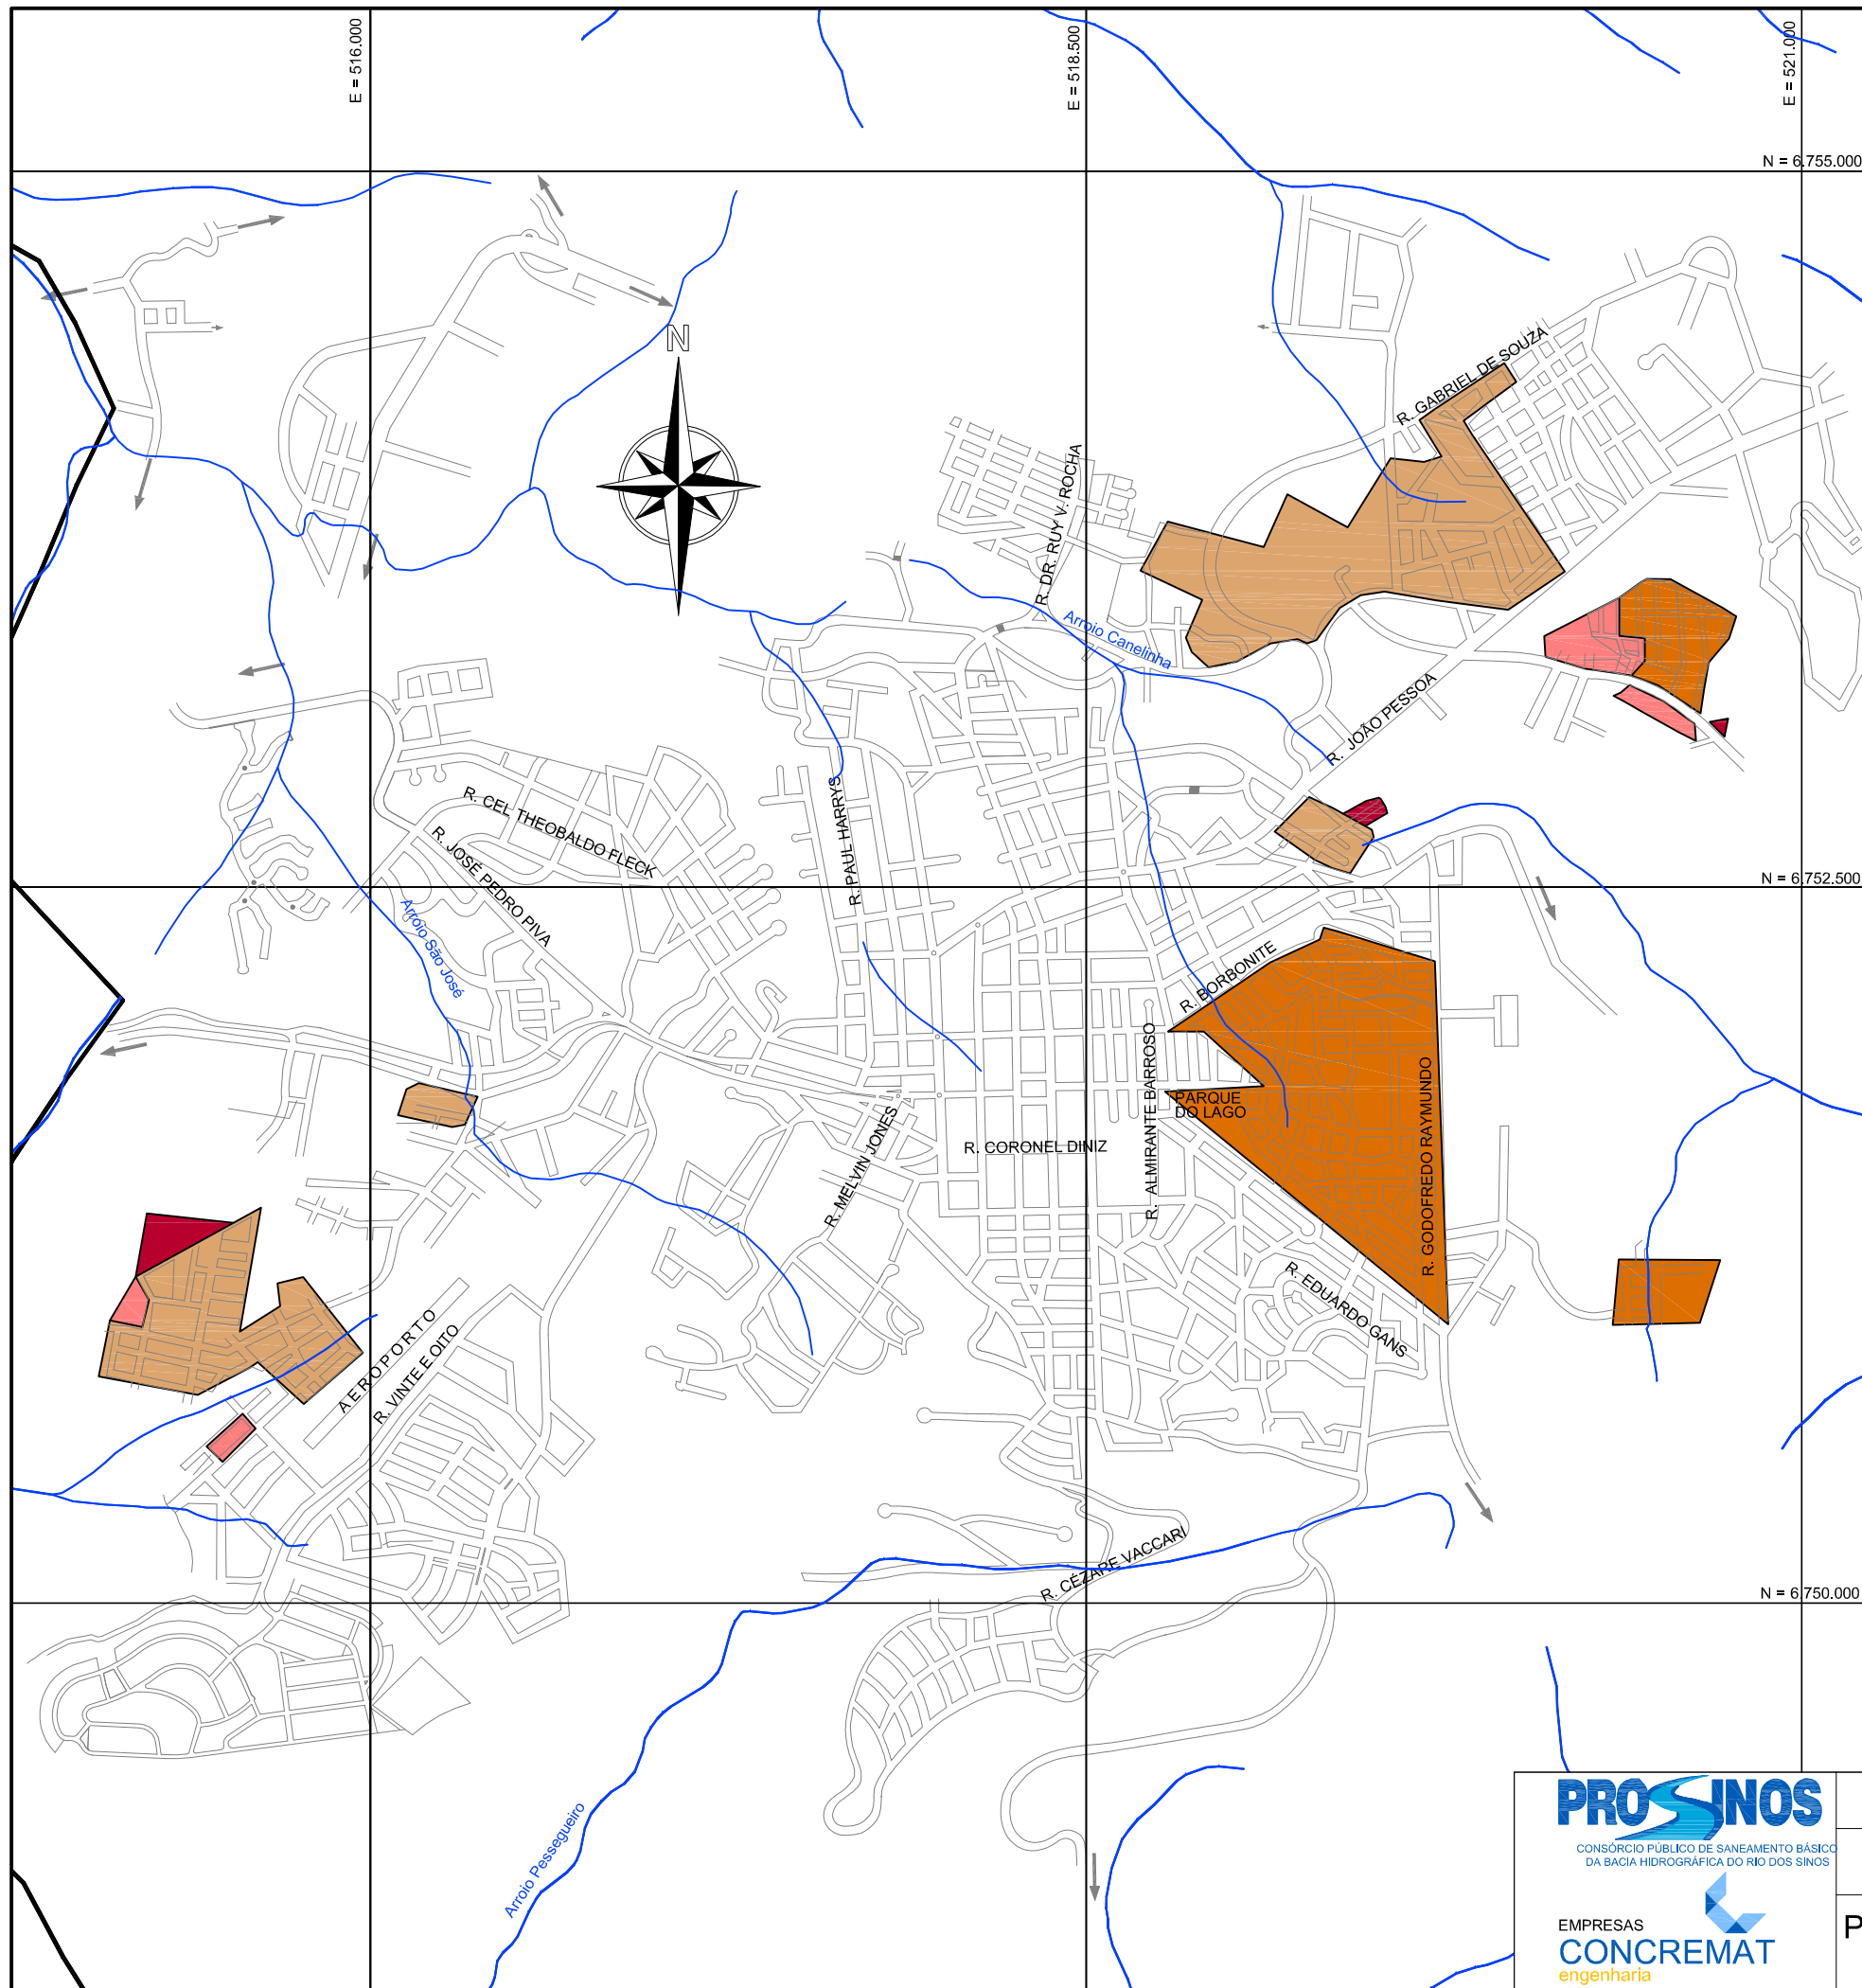 E = 516.000
E = 518.500
E = 521.000
N = 6.755.000
N
R. GABRIEL DE SOUZA
R. DR. RUY V. ROCHA
Arroio Canelinha
R. JOÃO PESSOA
R. CEL THEOBALDO FLECK
R. JOSÉ PEDRO PIVA
R. PAUL HARRYS
N = 6.752.500
Arroio São José
R. BORBONITE
R. ALMIRANTE BARROSO
PARQUE
DO LAGO
R. GODOFREDO RAYMUNDO
R. MELVIN JONES
R. CORONEL DINIZ
R. EDUARDO GANS
AEROPORTO
R. VINTE E OITO
R. CÉZARE VACCARI
N = 6.750.000
Arroio Pessegueiro
PROSINOS
CONSÓRCIO PÚBLICO DE SANEAMENTO BÁSICO
DA BACIA HIDROGRÁFICA DO RIO DOS SINOS
EMPRESAS
CONCREMAT
engenharia
P